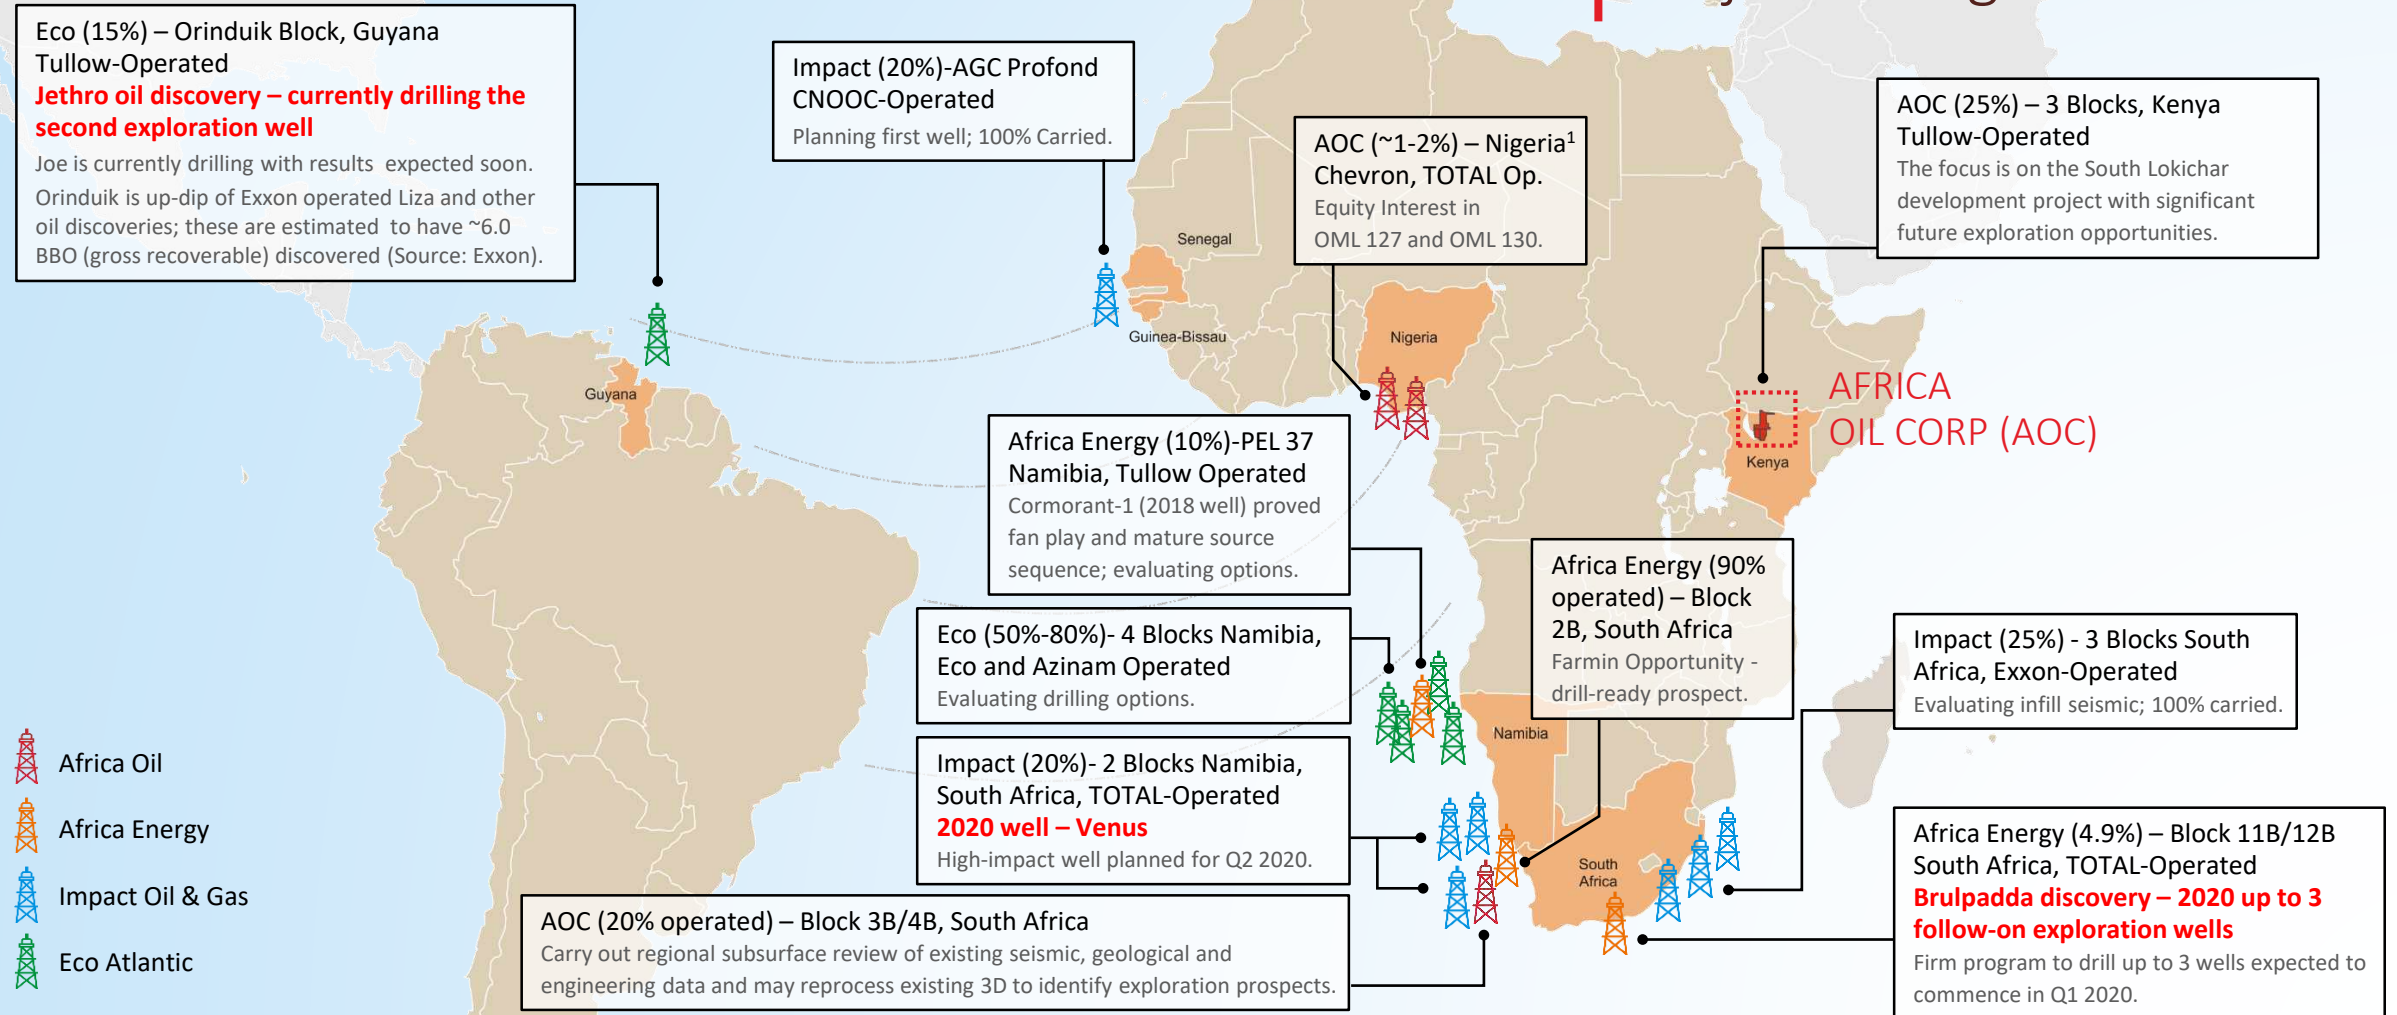 Eco (15%) – Orinduik Block, Guyana
Tullow-Operated
Jethro oil discovery – currently drilling the
second exploration well
Joe is currently drilling with results expected soon.
Orinduik is up-dip of Exxon operated Liza and other
oil discoveries; these are estimated to have ~6.0
BBO (gross recoverable) discovered (Source: Exxon).
Impact (20%)-AGC Profond
CNOOC-Operated
Planning first well; 100% Carried.
AOC (~1-2%) – Nigeria¹
Chevron, TOTAL Op.
Equity Interest in
OML 127 and OML 130.
AOC (25%) – 3 Blocks, Kenya
Tullow-Operated
The focus is on the South Lokichar
development project with significant
future exploration opportunities.
Senegal
Guinea-Bissau
Nigeria
Guyana
AFRICA
OIL CORP (AOC)
Kenya
Africa Energy (10%)-PEL 37
Namibia, Tullow Operated
Cormorant-1 (2018 well) proved
fan play and mature source
sequence; evaluating options.
Africa Energy (90%
operated) – Block
2B, South Africa
Farmin Opportunity -
drill-ready prospect.
Eco (50%-80%)- 4 Blocks Namibia,
Eco and Azinam Operated
Evaluating drilling options.
Impact (25%) - 3 Blocks South
Africa, Exxon-Operated
Evaluating infill seismic; 100% carried.
Namibia
Impact (20%)- 2 Blocks Namibia,
South Africa, TOTAL-Operated
2020 well – Venus
High-impact well planned for Q2 2020.
South
Africa
Africa Energy (4.9%) – Block 11B/12B
South Africa, TOTAL-Operated
Brulpadda discovery – 2020 up to 3
follow-on exploration wells
Firm program to drill up to 3 wells expected to
commence in Q1 2020.
AOC (20% operated) – Block 3B/4B, South Africa
Carry out regional subsurface review of existing seismic, geological and
engineering data and may reprocess existing 3D to identify exploration prospects.
Africa Oil
Africa Energy
Impact Oil & Gas
Eco Atlantic